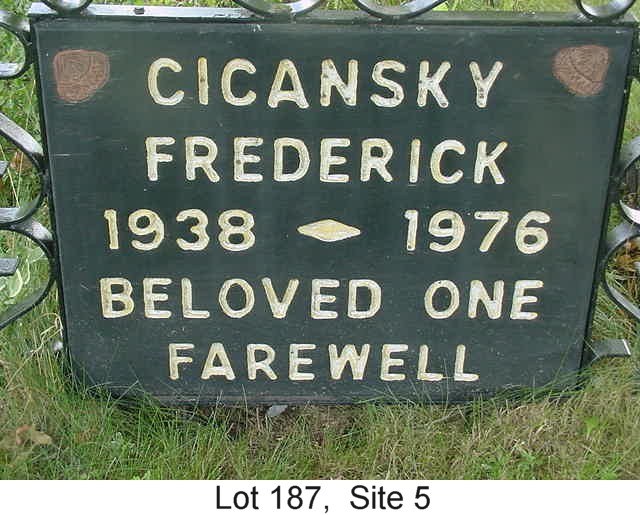 CICANSKY
FREDERICK
1938 1976
BELOVED ONE
FAREWELL
Lot 187, Site 5